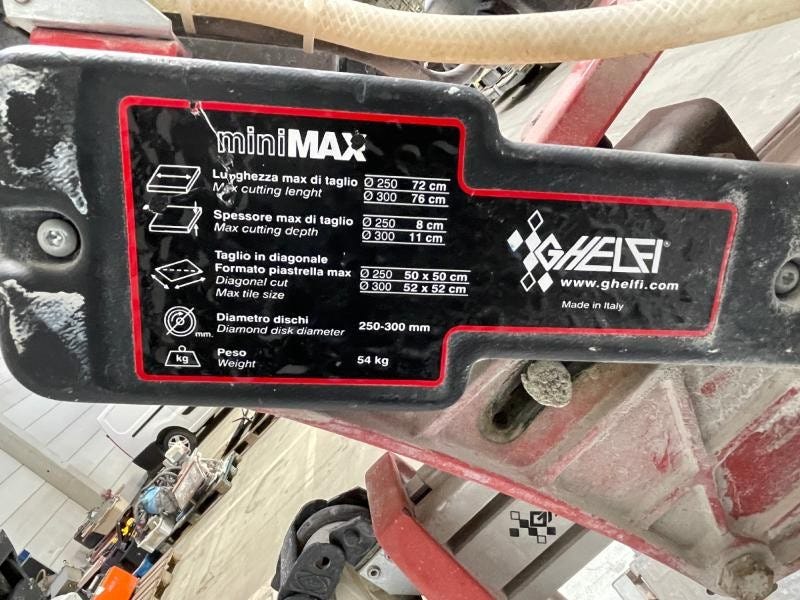 miniMAX
Lunghezza max di taglio
Max cutting lenght
Ø 250 72 cm
Ø 300 76 cm
Spessore max di taglio
Max cutting depth
Ø 250 8 cm
Ø 300 11 cm
Taglio in diagonale
Formato piastrella max
Diagonal cut
Max tile size
Ø 250 50 x 50 cm
Ø 300 52 x 52 cm
mm.
Diametro dischi
Diamond disk diameter
250-300 mm
kg
Peso
Weight
54 kg
GHELFI®
www.ghelfi.com
Made in Italy